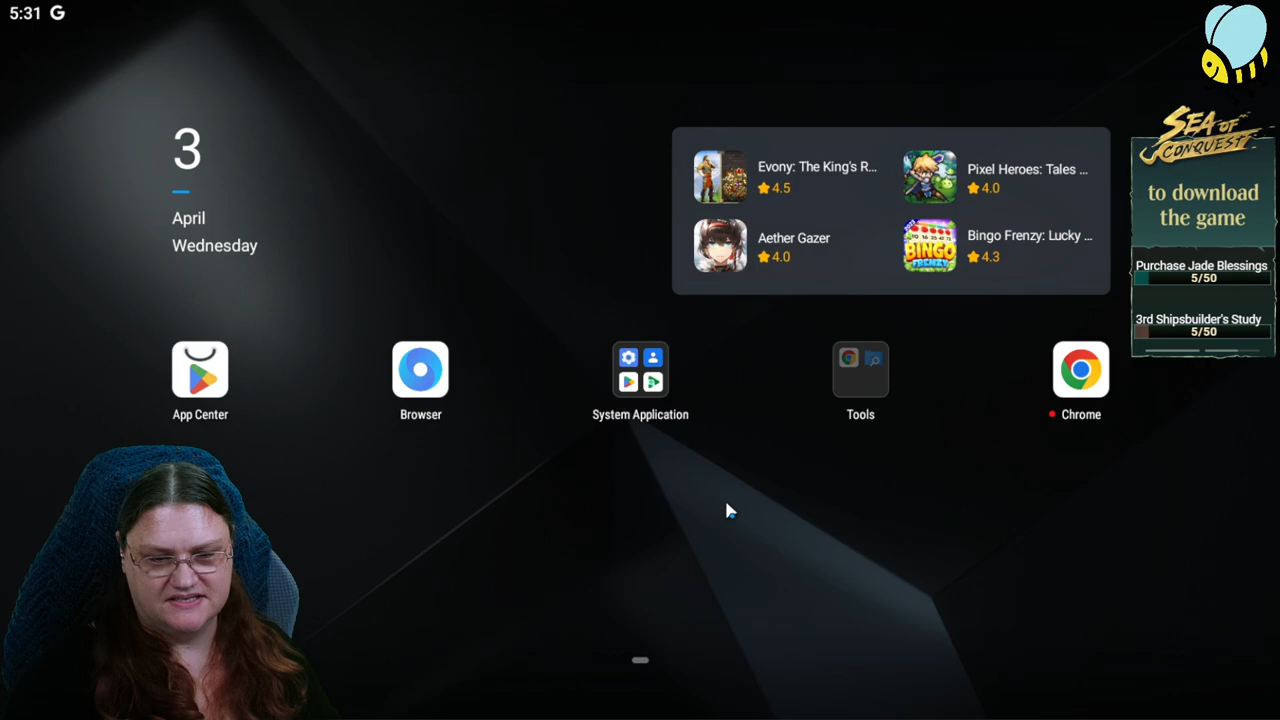 5:31 G
3
April
Wednesday
Evony: The King's R...
4.5
Pixel Heroes: Tales ...
4.0
Aether Gazer
4.0
Bingo Frenzy: Lucky ...
4.3
BINGO
FRENZY
App Center
Browser
System Application
Tools
Chrome
SEA OF
CONQUEST
to download
the game
Purchase Jade Blessings
5/50
3rd Shipsbuilder's Study
5/50